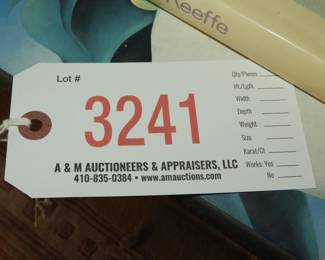 Keeffe
Lot #
3241
A & M AUCTIONEERS & APPRAISERS, LLC
410-835-0384 • www.amauctions.com
Qty/Pieces
Ht./Lgth.
Width
Depth
Weight
Size
Karat/Ct.
Works: Yes
No